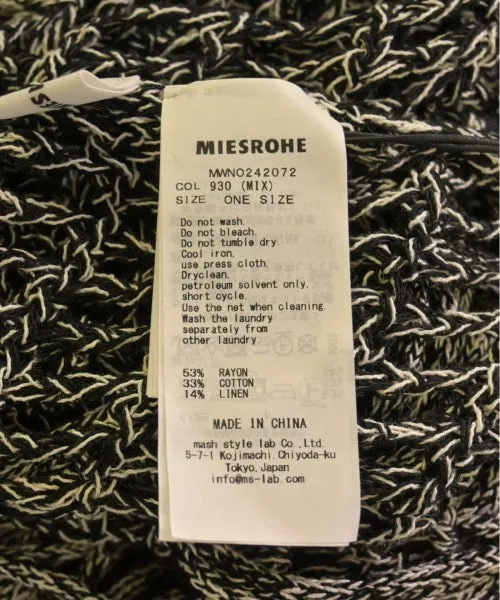 MIESROHE
MWNO242072
COL 930 (MIX)
SIZE ONE SIZE
Do not wash.
Do not bleach.
Do not tumble dry.
Cool iron.
use press cloth.
Dryclean.
petroleum solvent only.
short cycle.
Use the net when cleaning.
Wash the laundry
separately from
other laundry.
53% RAYON
33% COTTON
14% LINEN
MADE IN CHINA
mash style lab Co., Ltd.
5-7-1 Kojimachi. Chiyoda-ku
Tokyo, Japan
info@ms-lab.com